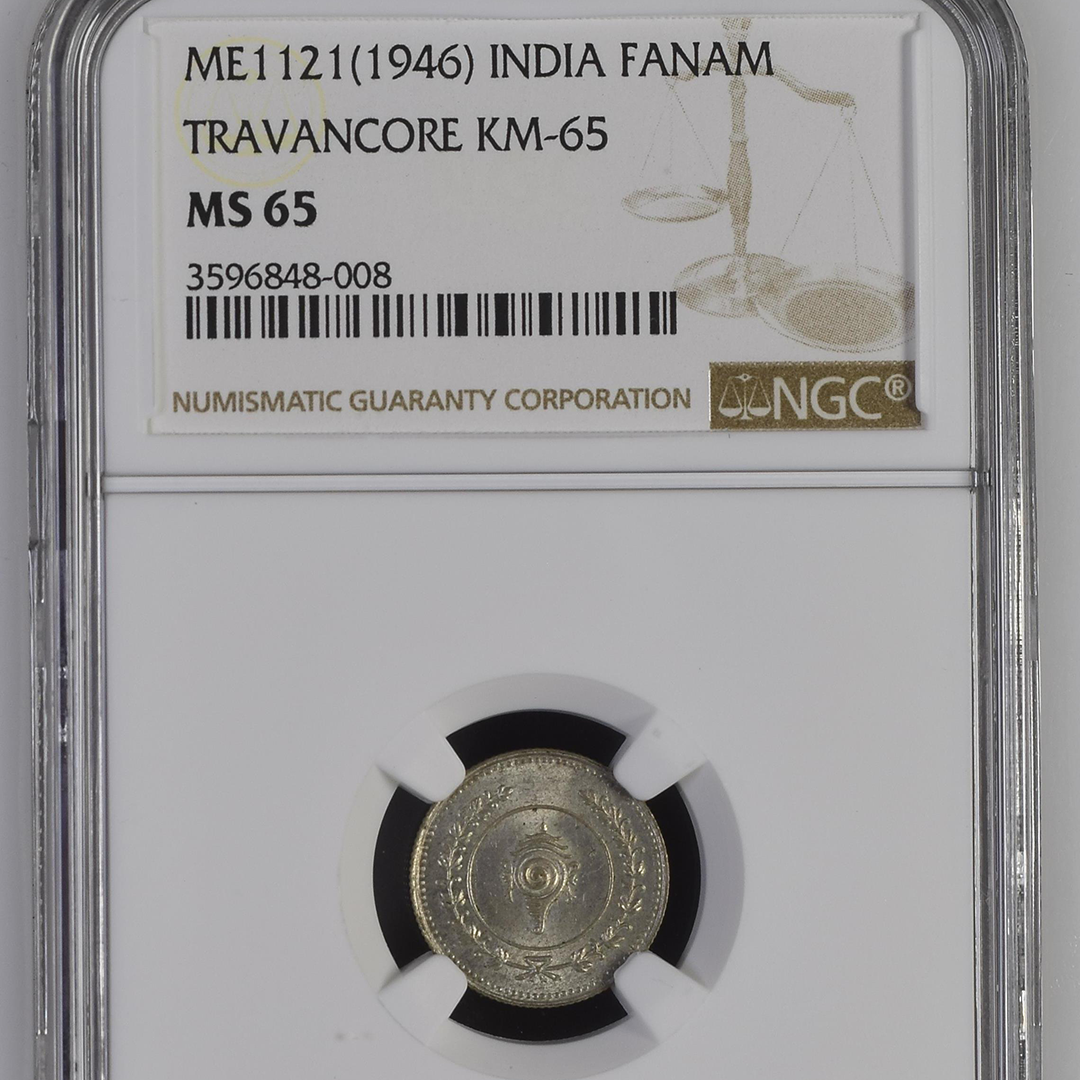 ME1121(1946) INDIA FANAM
TRAVANCORE KM-65
MS 65
3596848-008
NUMISMATIC GUARANTY CORPORATION NGC®